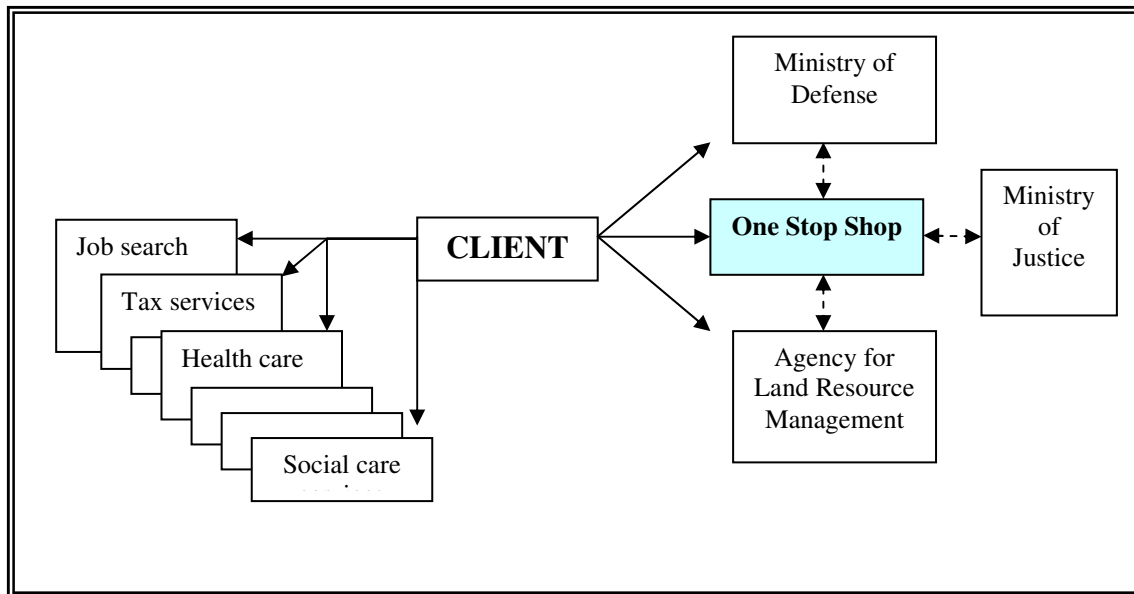 Ministry of
Defense
Job search
Tax services
Health care
Social care
CLIENT
One Stop Shop
Ministry
of
Justice
Agency for
Land Resource
Management